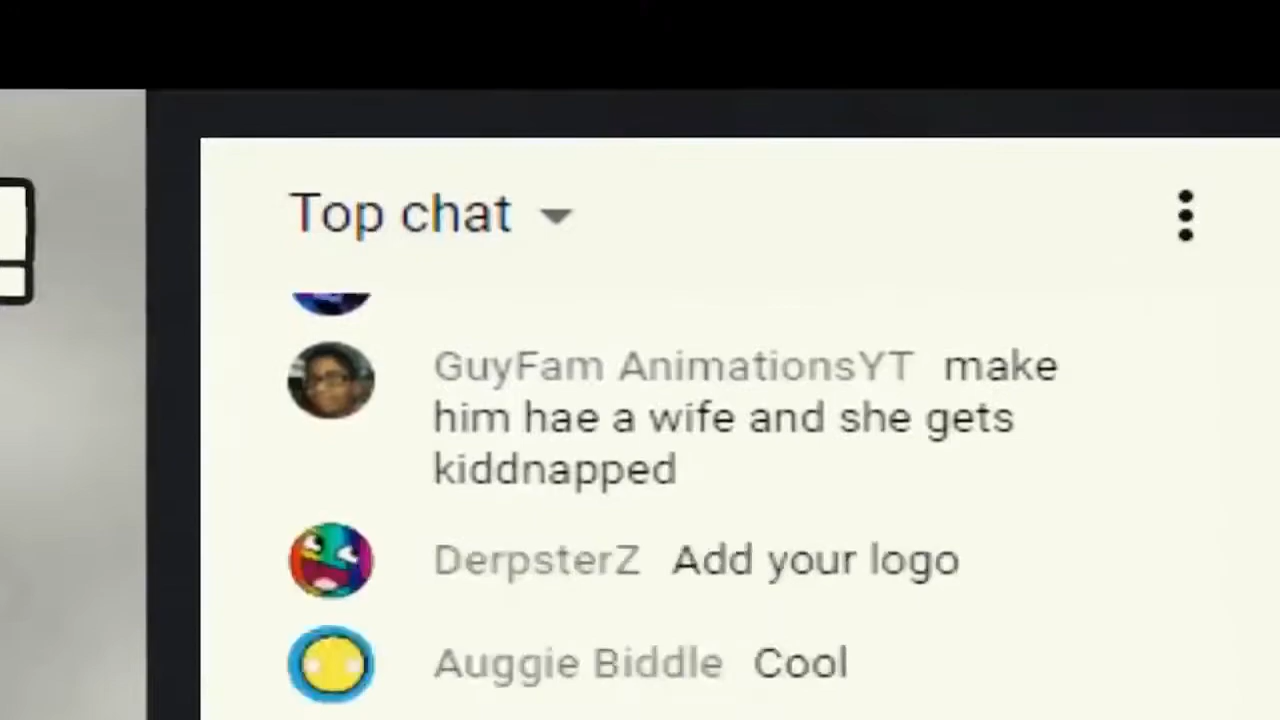 Top chat
GuyFam AnimationsYT make
him hae a wife and she gets
kiddnapped
DerpsterZ Add your logo
Auggie Biddle Cool